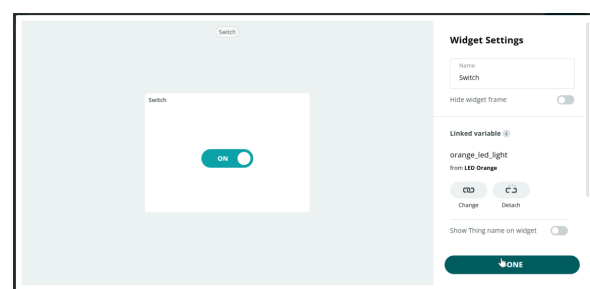 Switch
Switch
ON
Widget Settings
Name
Switch
Hide widget frame
Linked variable
orange_led_light
from LED Orange
Change Detach
Show Thing name on widget
DONE